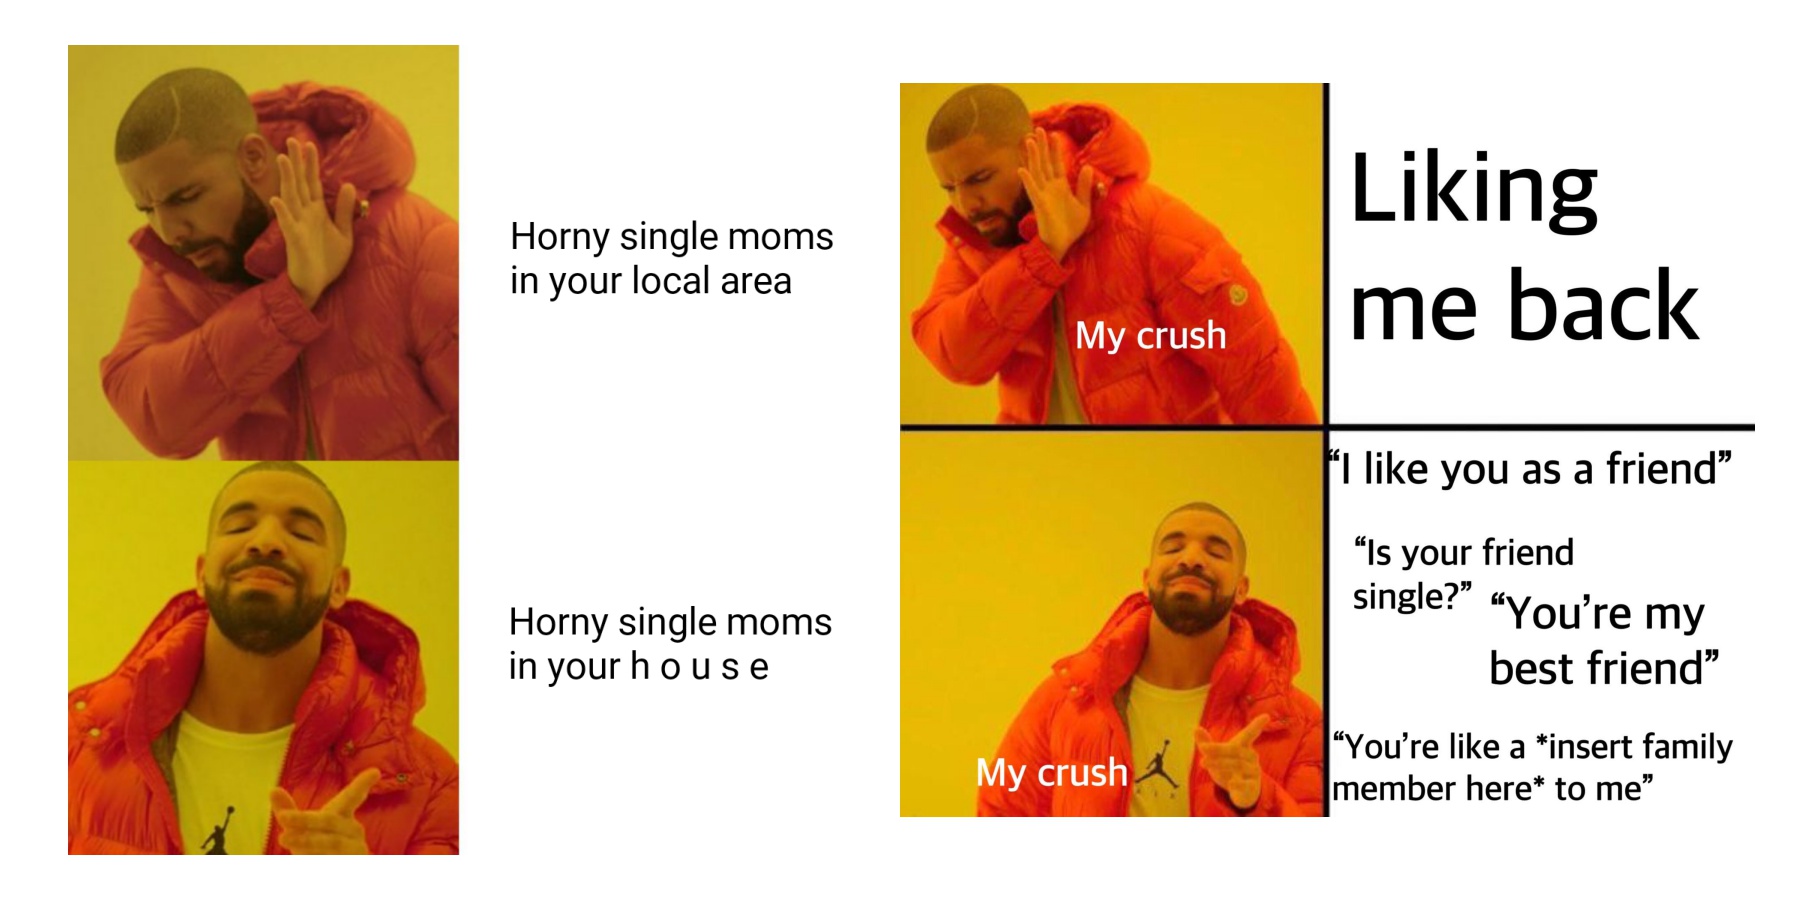 Horny single moms
in your local area
Horny single moms
in your h o u s e
My crush
Liking
me back
My crush
“I like you as a friend”
“Is your friend
single?”
“You’re my
best friend”
“You’re like a *insert family
member here* to me”